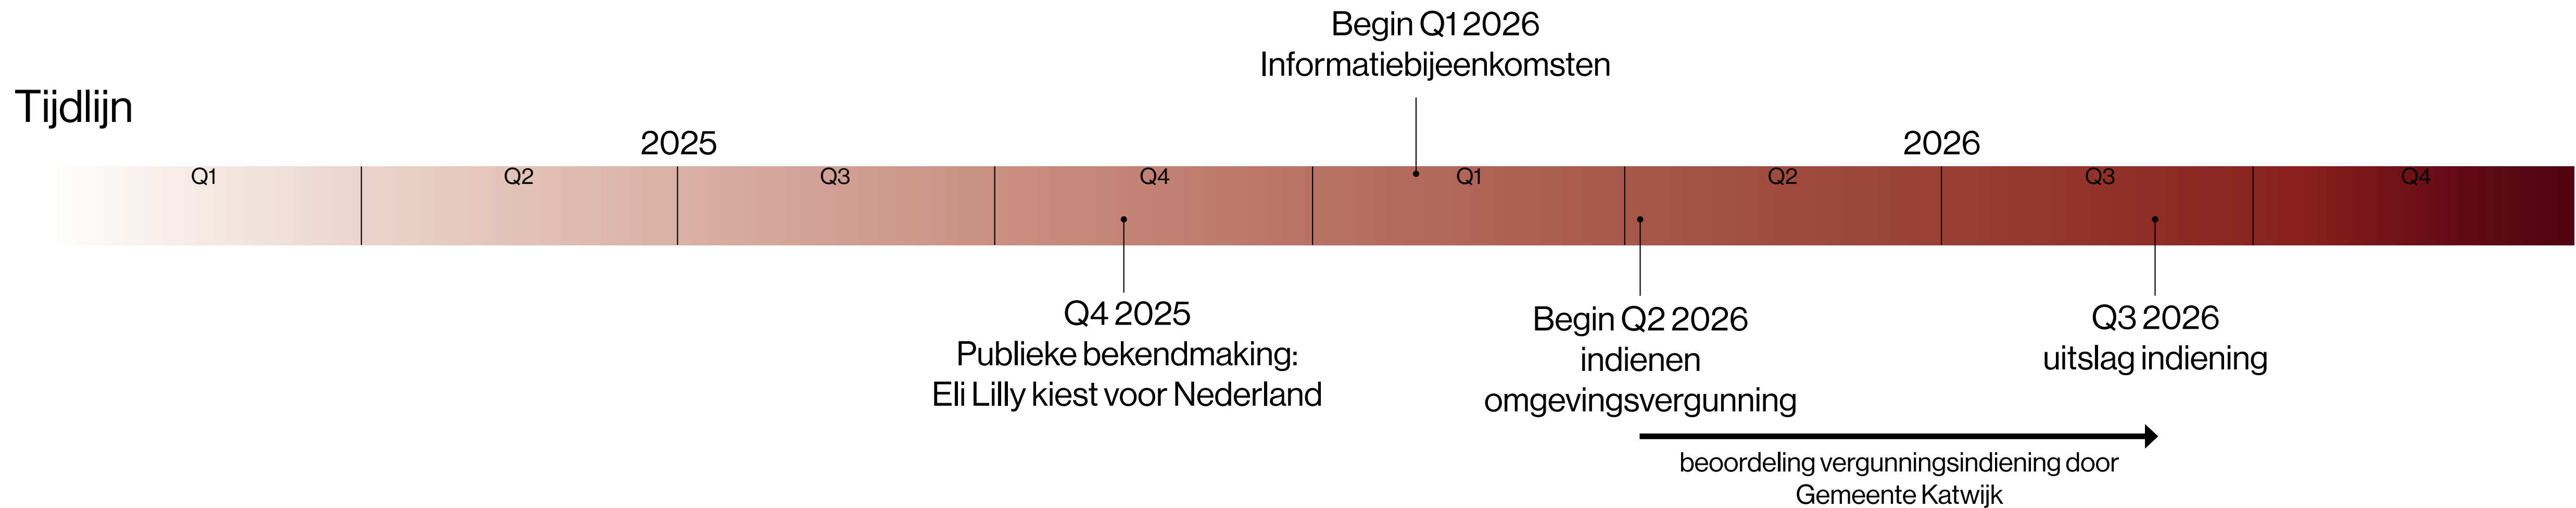 Begin Q1 2026
Informatiebijeenkomsten
Tijdlijn
2025
2026
Q1
Q2
Q3
Q4
Q1
Q2
Q3
Q4
Q4 2025
Publieke bekendmaking:
Eli Lilly kiest voor Nederland
Begin Q2 2026
indienen
omgevingsvergunning
Q3 2026
uitslag indiening
beoordeling vergunningsindiening door
Gemeente Katwijk